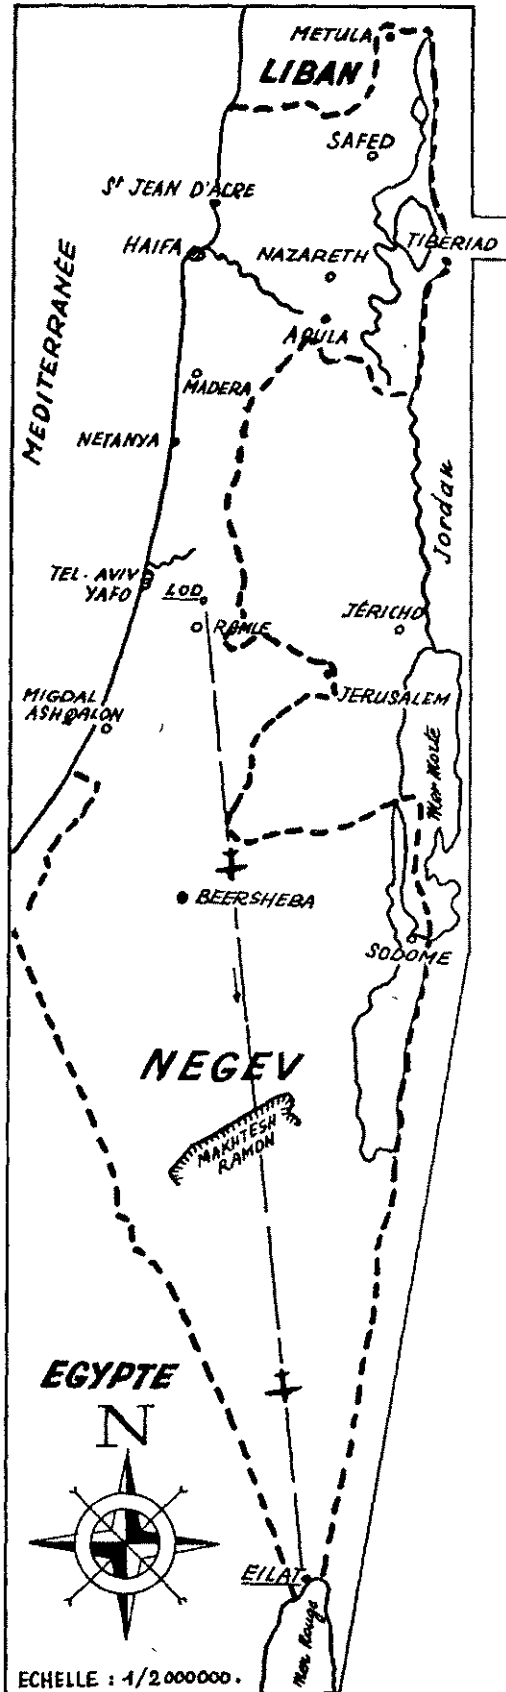 METULA
LIBAN
SAFED
St JEAN D'ACRE
HAIFA
NAZARETH
TIBERIAD
MEDITERRANÉE
AFULA
MADERA
NETANYA
Jordan
TEL-AVIV
YAFO
LOD
RAMLE
JÉRICHO
MIGDAL
ASHQALON
JERUSALEM
Mer Morte
BEERSHEBA
SODOME
NEGEV
MAKHTESH
RAMON
EGYPTE
N
EILAT
Mer Rouge
ECHELLE : 1/2000000.